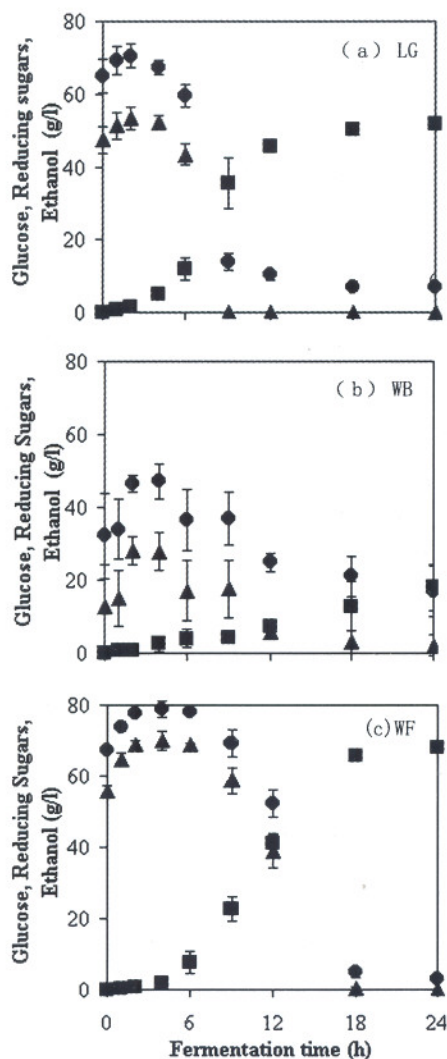 Glucose, Reducing sugars,
Ethanol (g/l)
80
60
40
20
0
(a) LG
Glucose, Reducing Sugars,
Ethanol (g/l)
80
60
40
20
0
(b) WB
Glucose, Reducing Sugars,
Ethanol (g/l)
80
60
40
20
0
(c)WF
0 6 12 18 24
Fermentation time (h)